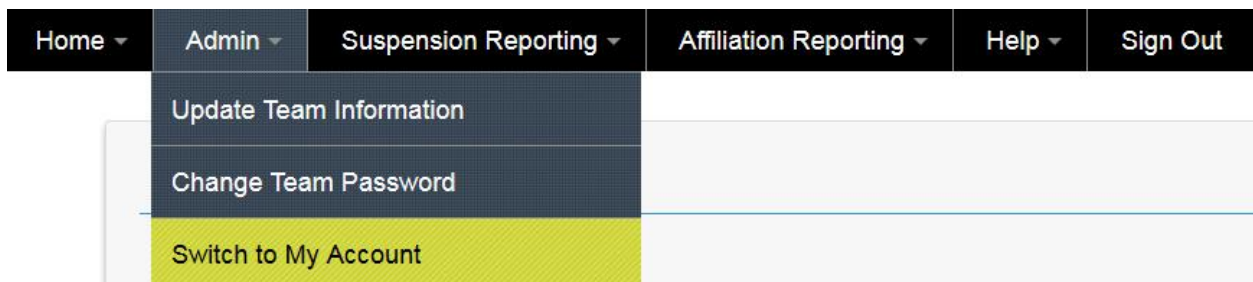 Home Admin Suspension Reporting Affiliation Reporting Help Sign Out
Update Team Information
Change Team Password
Switch to My Account